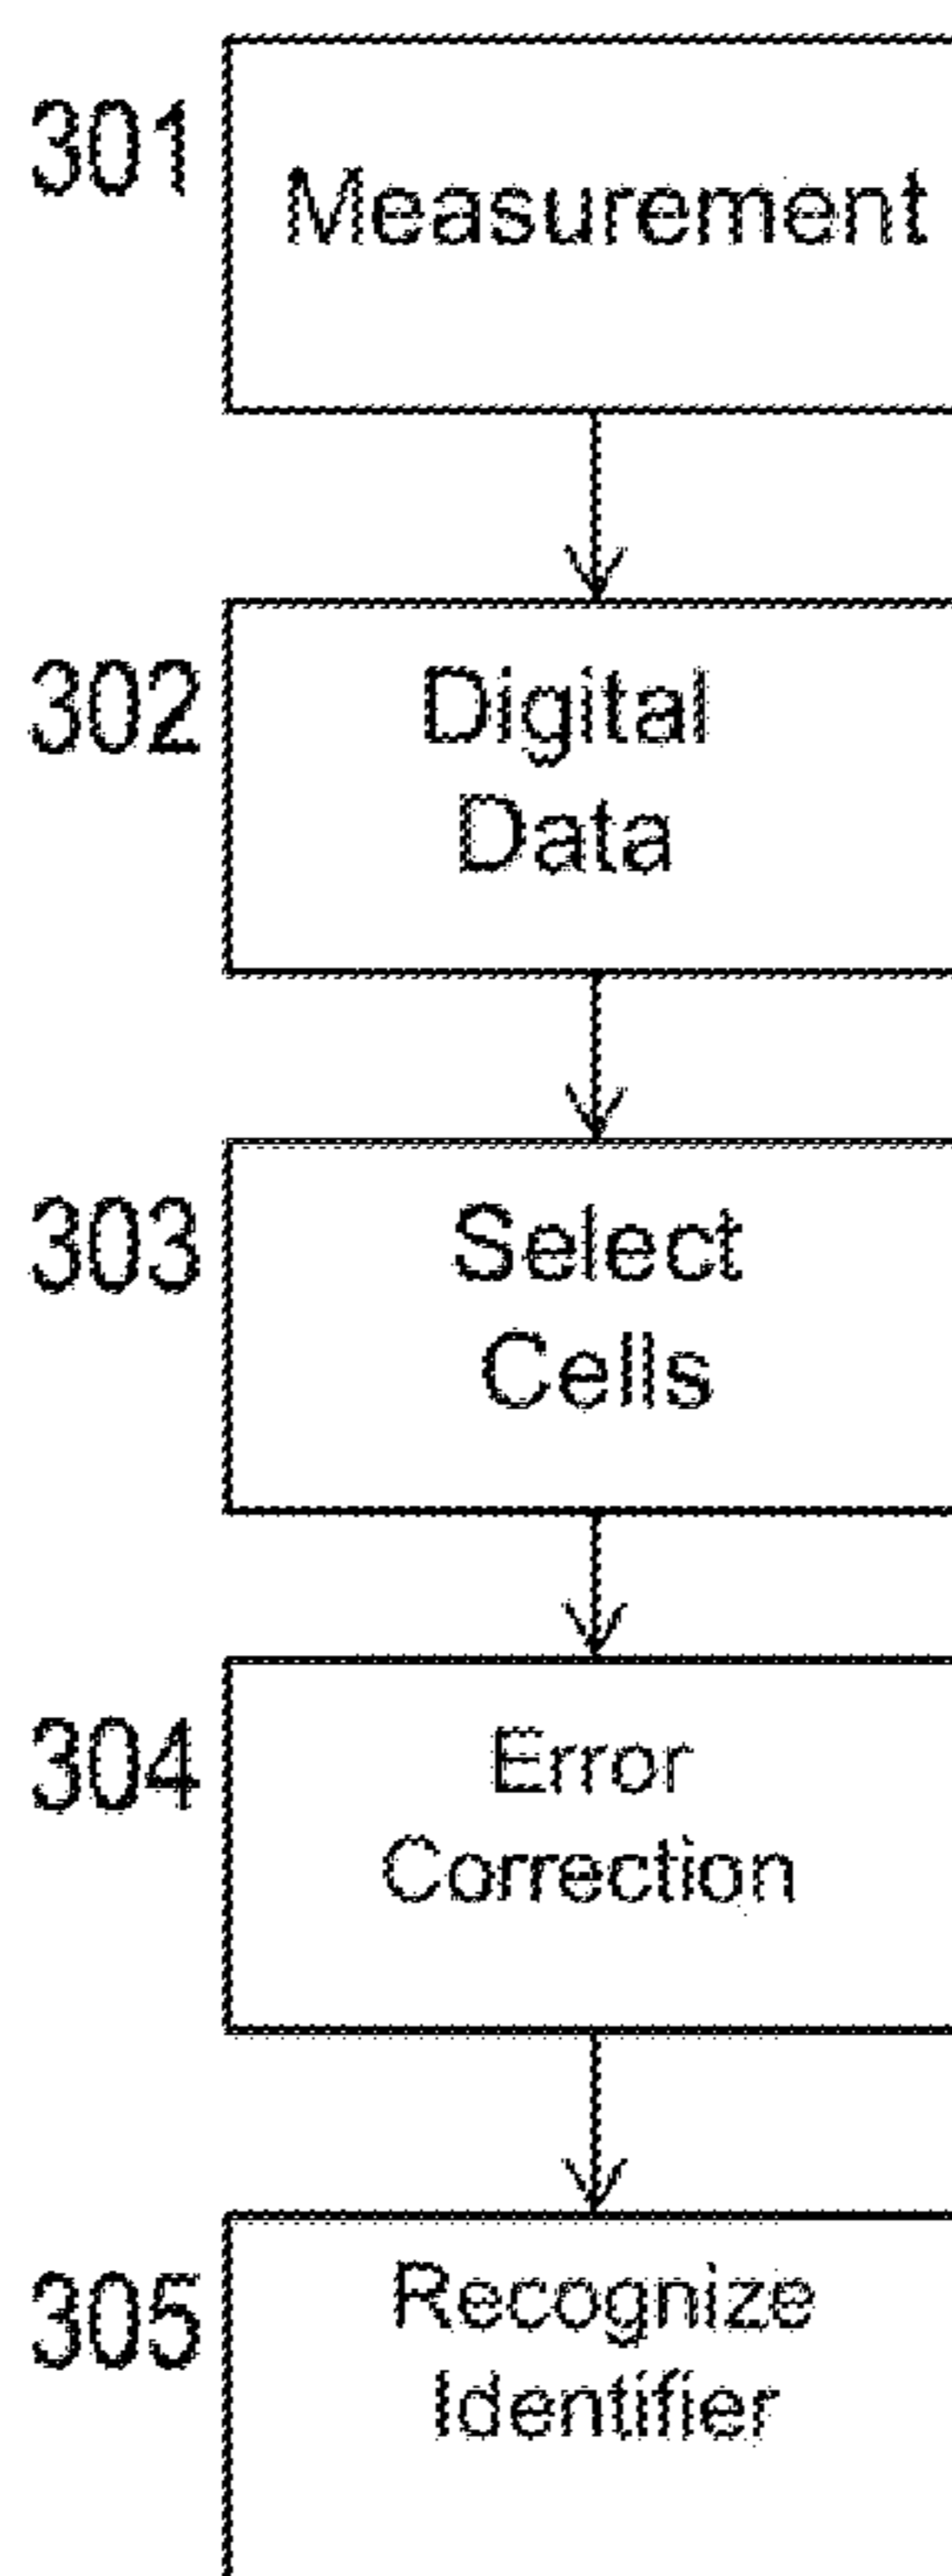 301
Measurement
302
Digital
Data
303
Select
Cells
304
Error
Correction
305
Recognize
Identifier